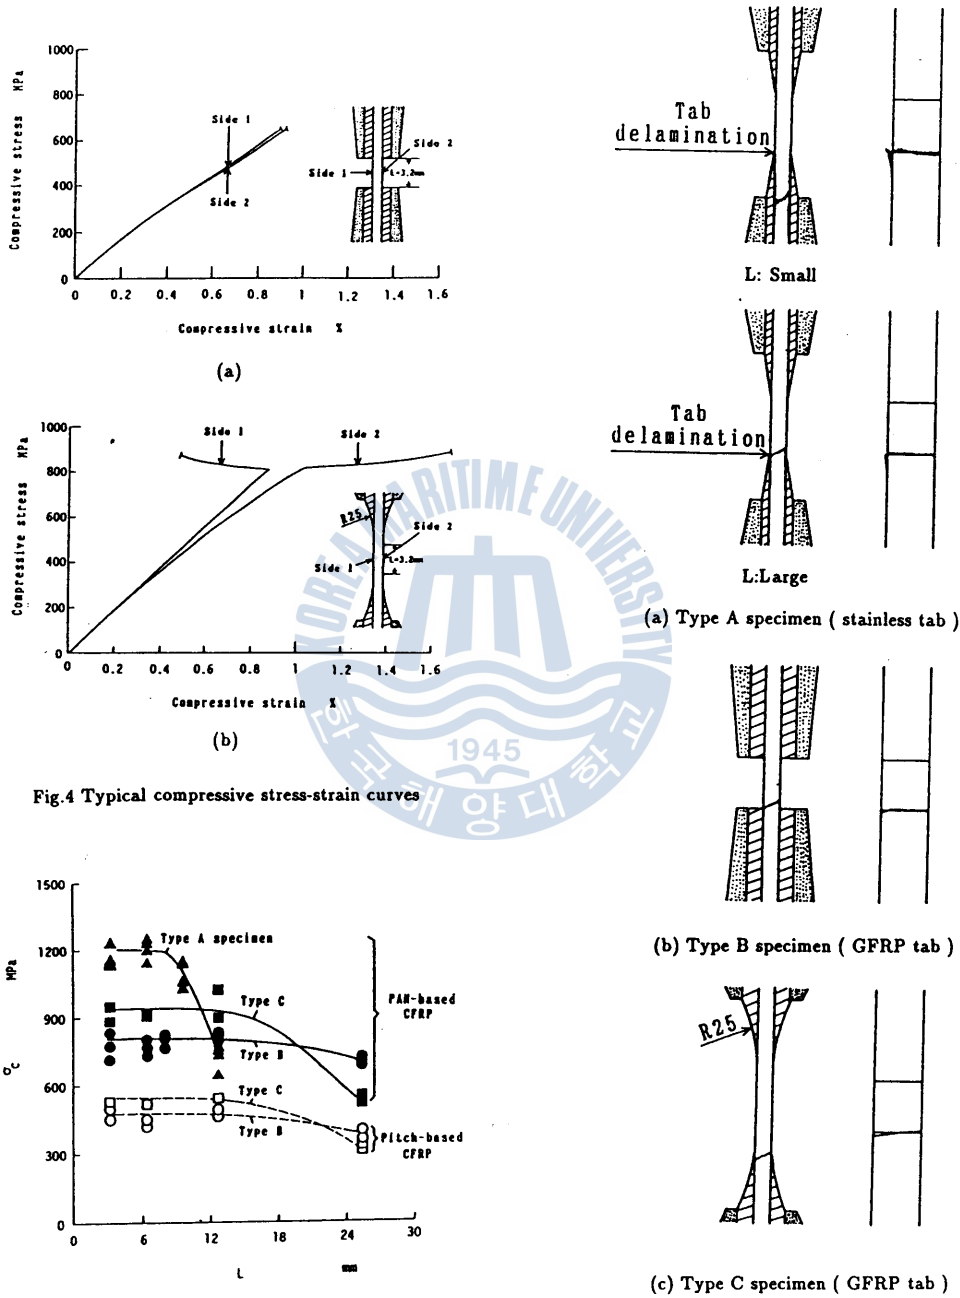 1000
800
600
400
200
0
Compressive stress MPa
Side 1
Side 2
Side 1
Side 2
L=3.2mm
0 0.2 0.4 0.6 0.8 1 1.2 1.4 1.6
Compressive strain %
(a)
1000
800
600
400
200
0
Compressive stress MPa
Side 1
Side 2
R25
Side 2
Side 1
L=3.2mm
0.2 0.4 0.6 0.8 1 1.2 1.4 1.6
Compressive strain %
(b)
Fig.4 Typical compressive stress-strain curves
1500
1200
900
600
300
0
MPa
σc
Type A specimen
Type C
Type B
PAN-based
CFRP
Type C
Type B
Pitch-based
CFRP
0 6 12 18 24 30
L mm
Tab
delamination
L: Small
Tab
delamination
L:Large
(a) Type A specimen ( stainless tab )
(b) Type B specimen ( GFRP tab )
R25
(c) Type C specimen ( GFRP tab )
KOREA MARITIME UNIVERSITY
1945
한국해양대학교